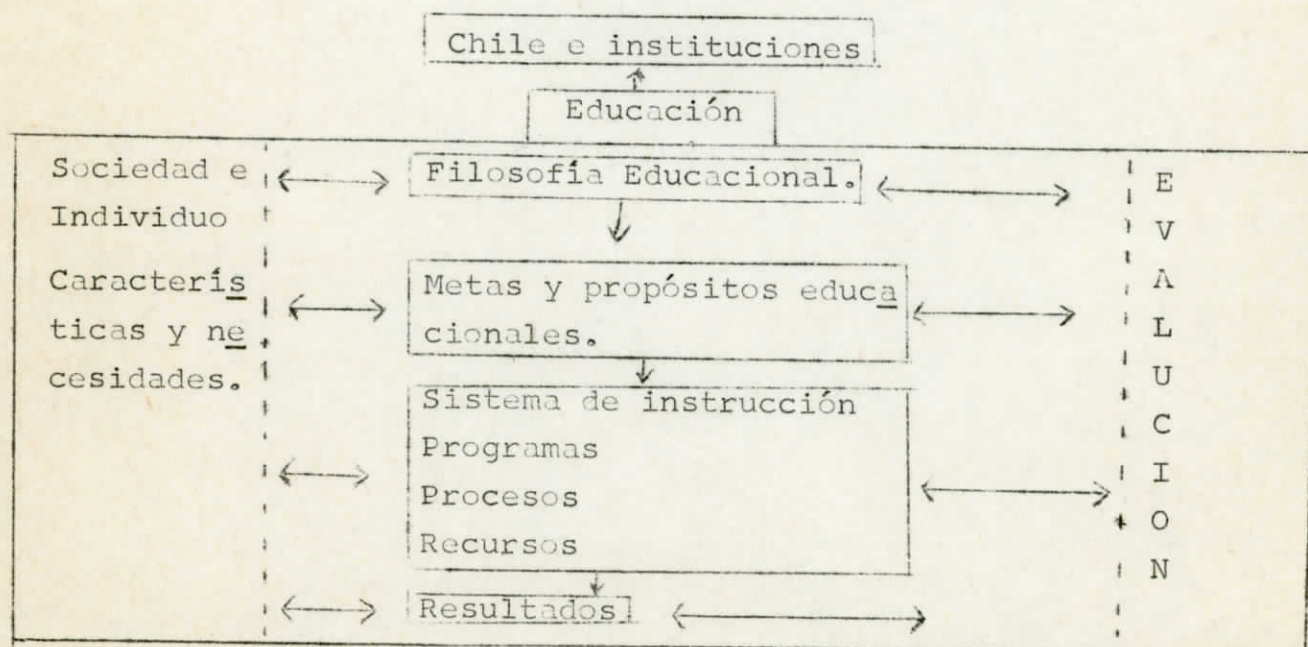 Chile e instituciones
Educación
Sociedad e
Individuo
Caracterís
ticas y ne
cesidades.
Filosofía Educacional.
Metas y propósitos educa
cionales.
Sistema de instrucción
Programas
Procesos
Recursos
Resultados
E
V
A
L
U
C
I
O
N